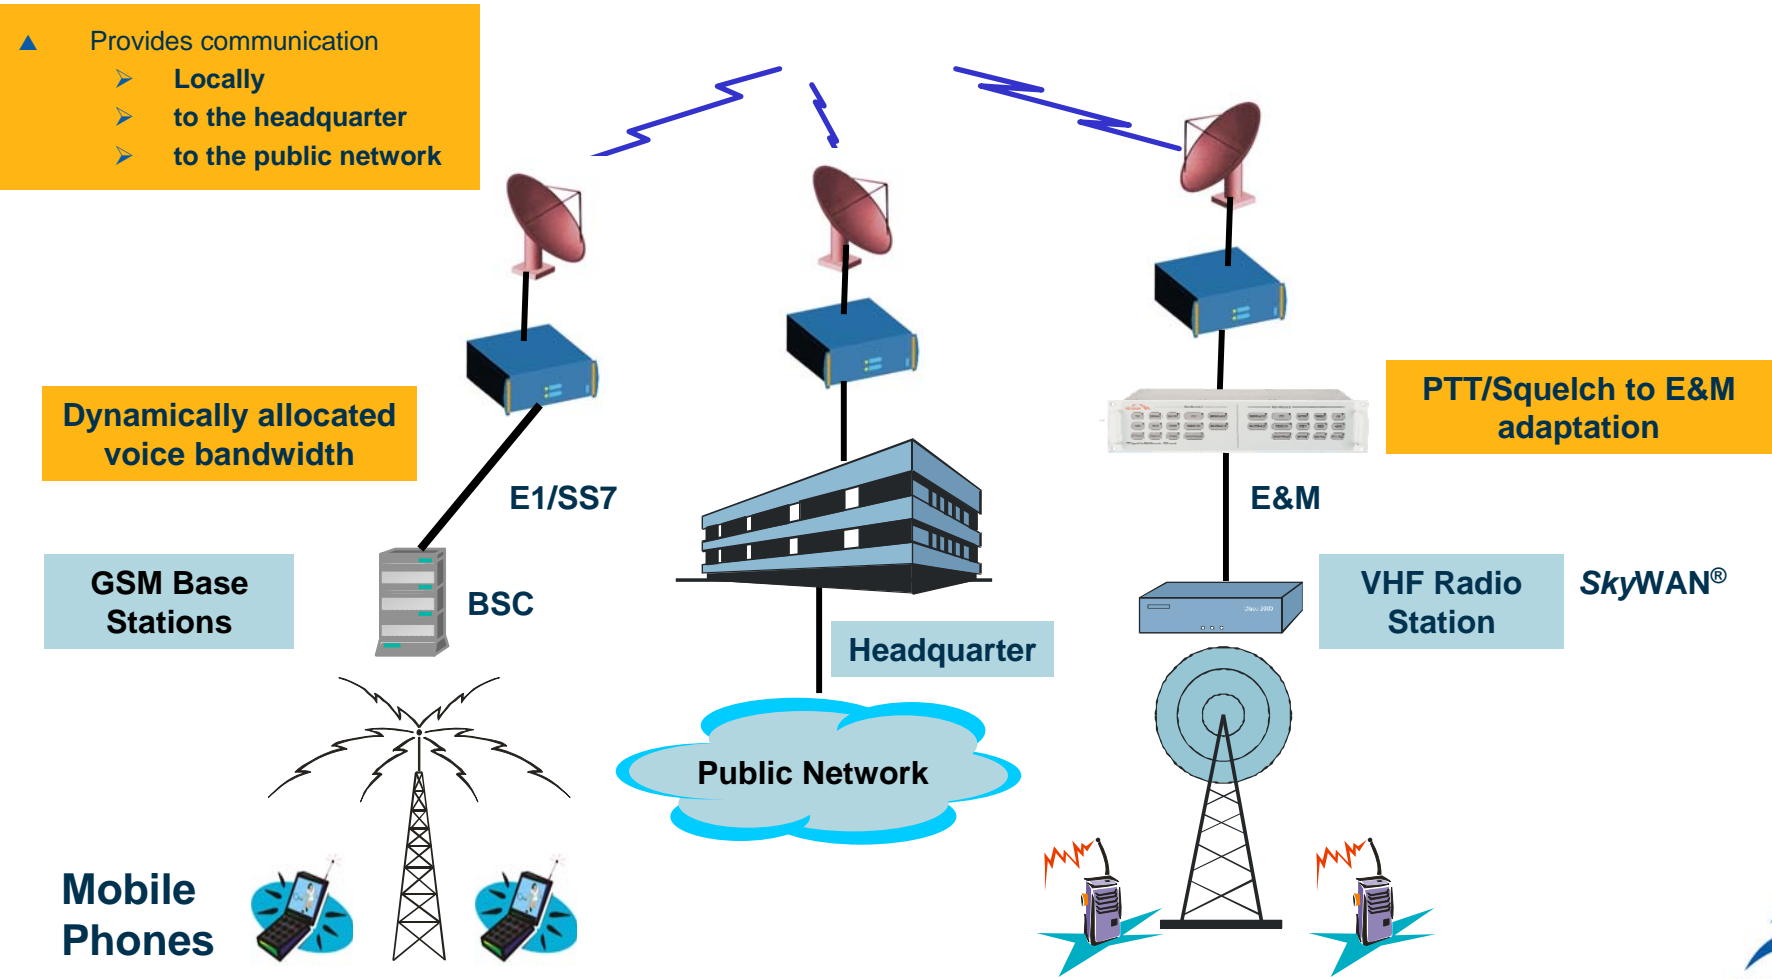 Provides communication
Locally
to the headquarter
to the public network
Dynamically allocated
voice bandwidth
PTT/Squelch to E&M
adaptation
E1/SS7
E&M
GSM Base
Stations
BSC
VHF Radio
Station
SkyWAN®
Headquarter
Public Network
Mobile
Phones